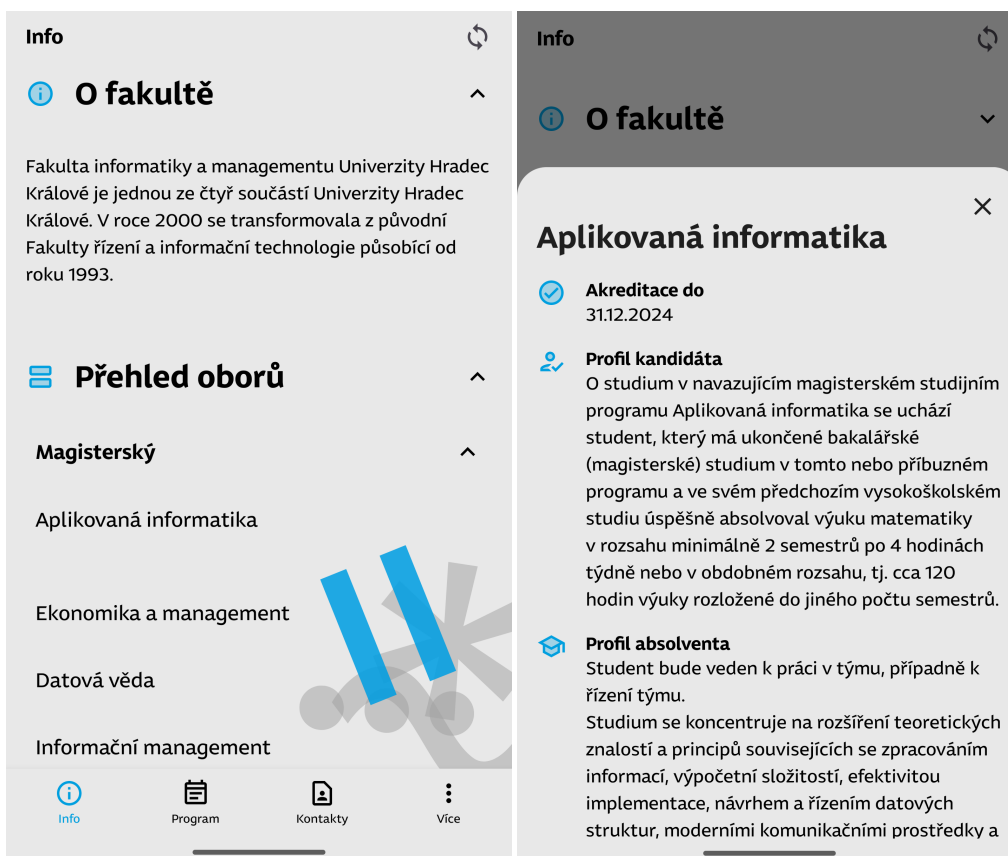 Info
O fakultě
Fakulta informatiky a managementu Univerzity Hradec
Králové je jednou ze čtyř součástí Univerzity Hradec
Králové. V roce 2000 se transformovala z původní
Fakulty řízení a informační technologie působící od
roku 1993.
Přehled oborů
Magisterský
Aplikovaná informatika
Ekonomika a management
Datová věda
Informační management
Info
Program
Kontakty
Více
Info
O fakultě
Aplikovaná informatika
Akreditace do
31.12.2024
Profil kandidáta
O studium v navazujícím magisterském studijním
programu Aplikovaná informatika se uchází
student, který má ukončené bakalářské
(magisterské) studium v tomto nebo příbuzném
programu a ve svém předchozím vysokoškolském
studiu úspěšně absolvoval výuku matematiky
v rozsahu minimálně 2 semestrů po 4 hodinách
týdně nebo v obdobném rozsahu, tj. cca 120
hodin výuky rozložené do jiného počtu semestrů.
Profil absolventa
Student bude veden k práci v týmu, případně k
řízení týmu.
Studium se koncentruje na rozšíření teoretických
znalostí a principů souvisejících se zpracováním
informací, výpočetní složitostí, efektivitou
implementace, návrhem a řízením datových
struktur, moderními komunikačními prostředky a